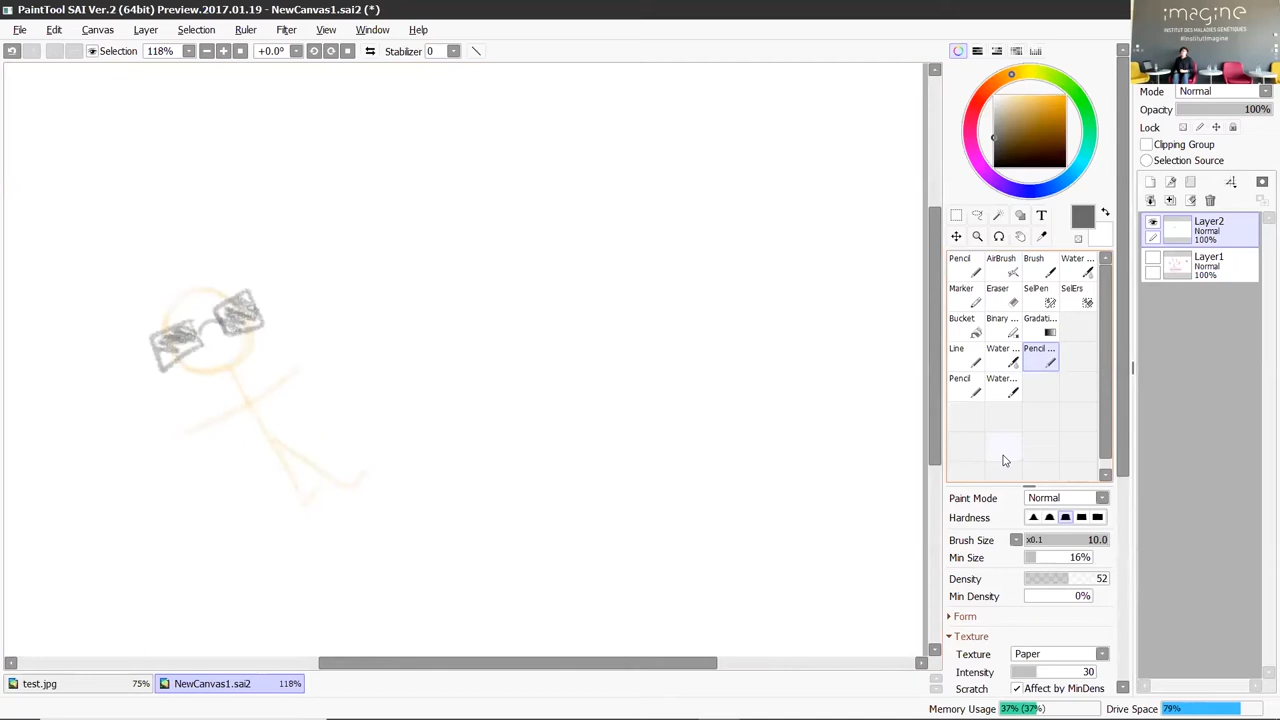 PaintTool SAI Ver.2 (64bit) Preview.2017.01.19 - NewCanvas1.sai2 (*)
imagine
INSTITUT DES MALADIES GÉNÉTIQUES
#InstitutImagine
File Edit Canvas Layer Selection Ruler Filter View Window Help
Selection 118% +0.0° Stabilizer 0
Mode Normal
Opacity 100%
Lock
Clipping Group
Selection Source
T
Layer2
Normal
100%
Layer1
Normal
100%
Pencil AirBrush Brush Water ...
Marker Eraser SelPen SelErs
Bucket Binary ... Gradati...
Line Water ... Pencil ...
Pencil Water...
Paint Mode Normal
Hardness
Brush Size x0.1 10.0
Min Size 16%
Density 52
Min Density 0%
Form
Texture
Texture Paper
Intensity 30
Scratch Affect by MinDens
test.jpg 75% NewCanvas1.sai2 118%
Memory Usage 37% (37%) Drive Space 79%